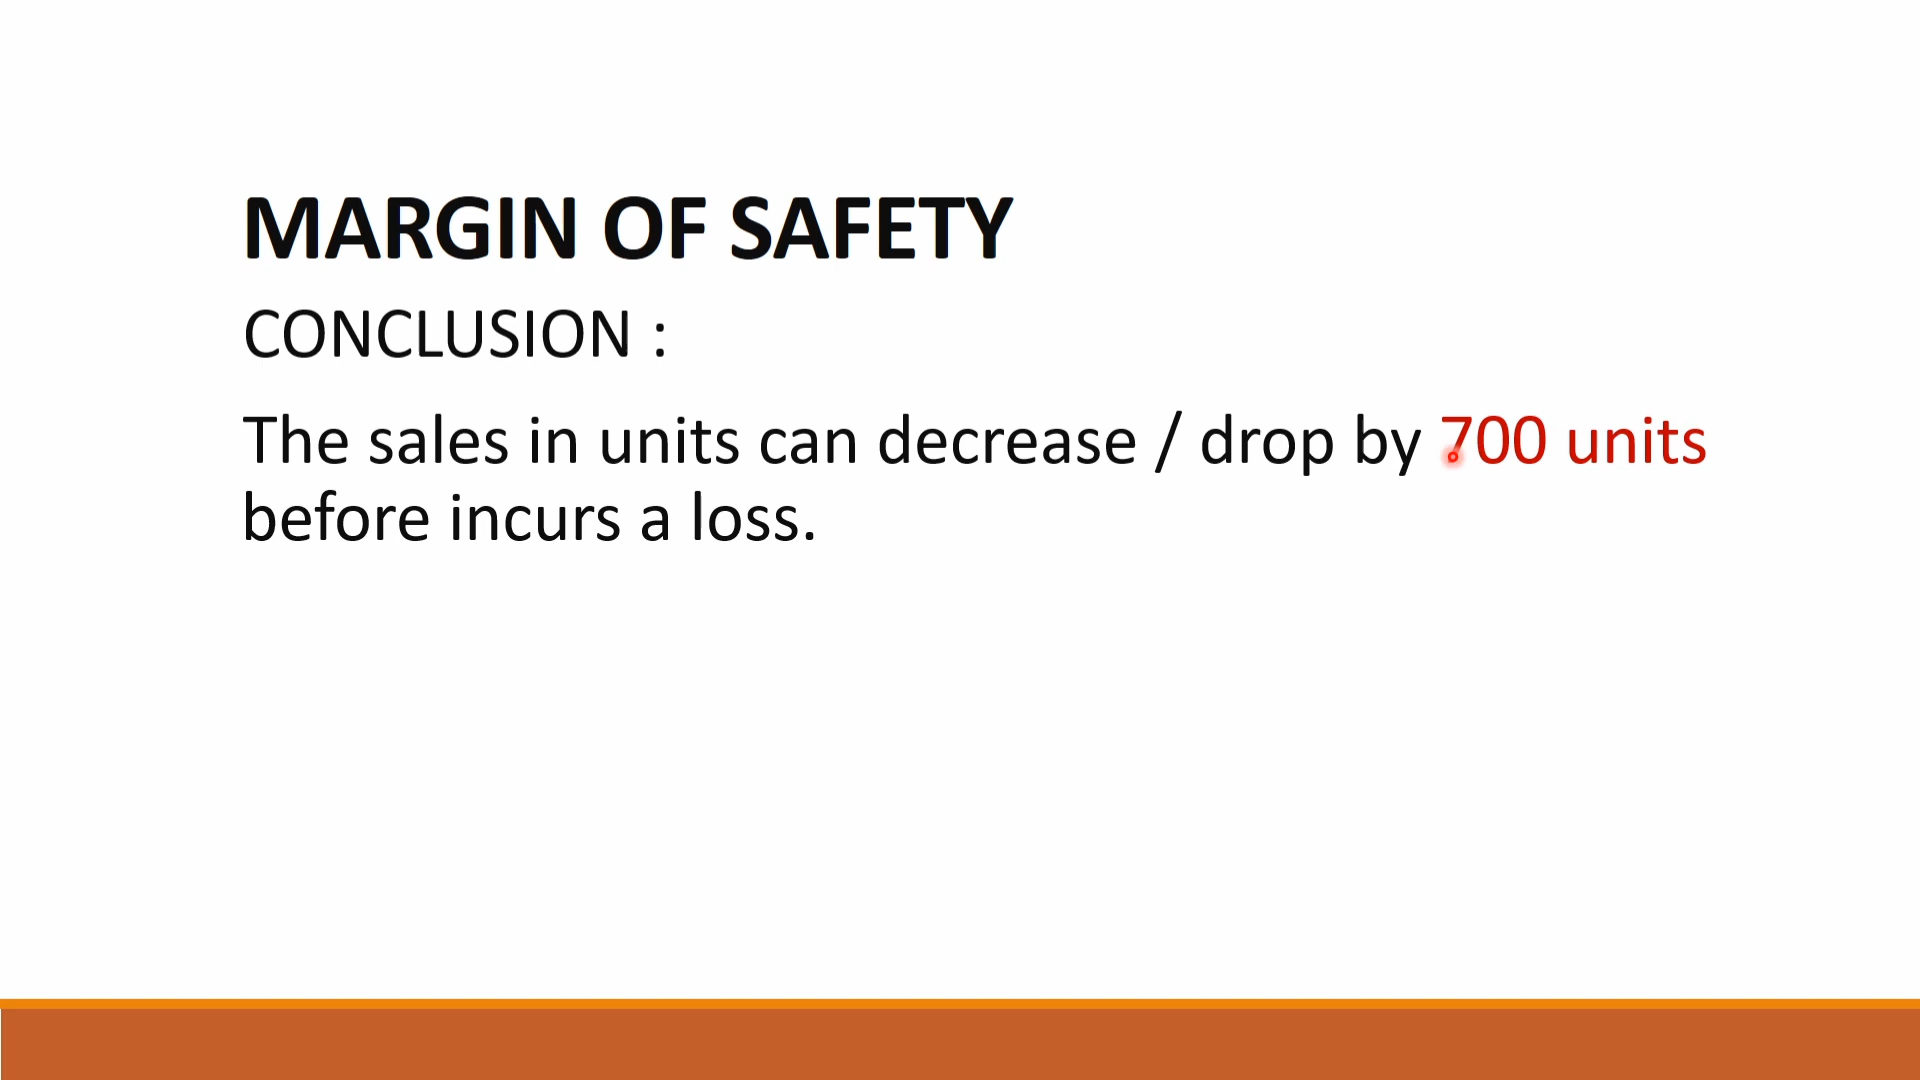 MARGIN OF SAFETY
CONCLUSION :
The sales in units can decrease / drop by 700 units
before incurs a loss.